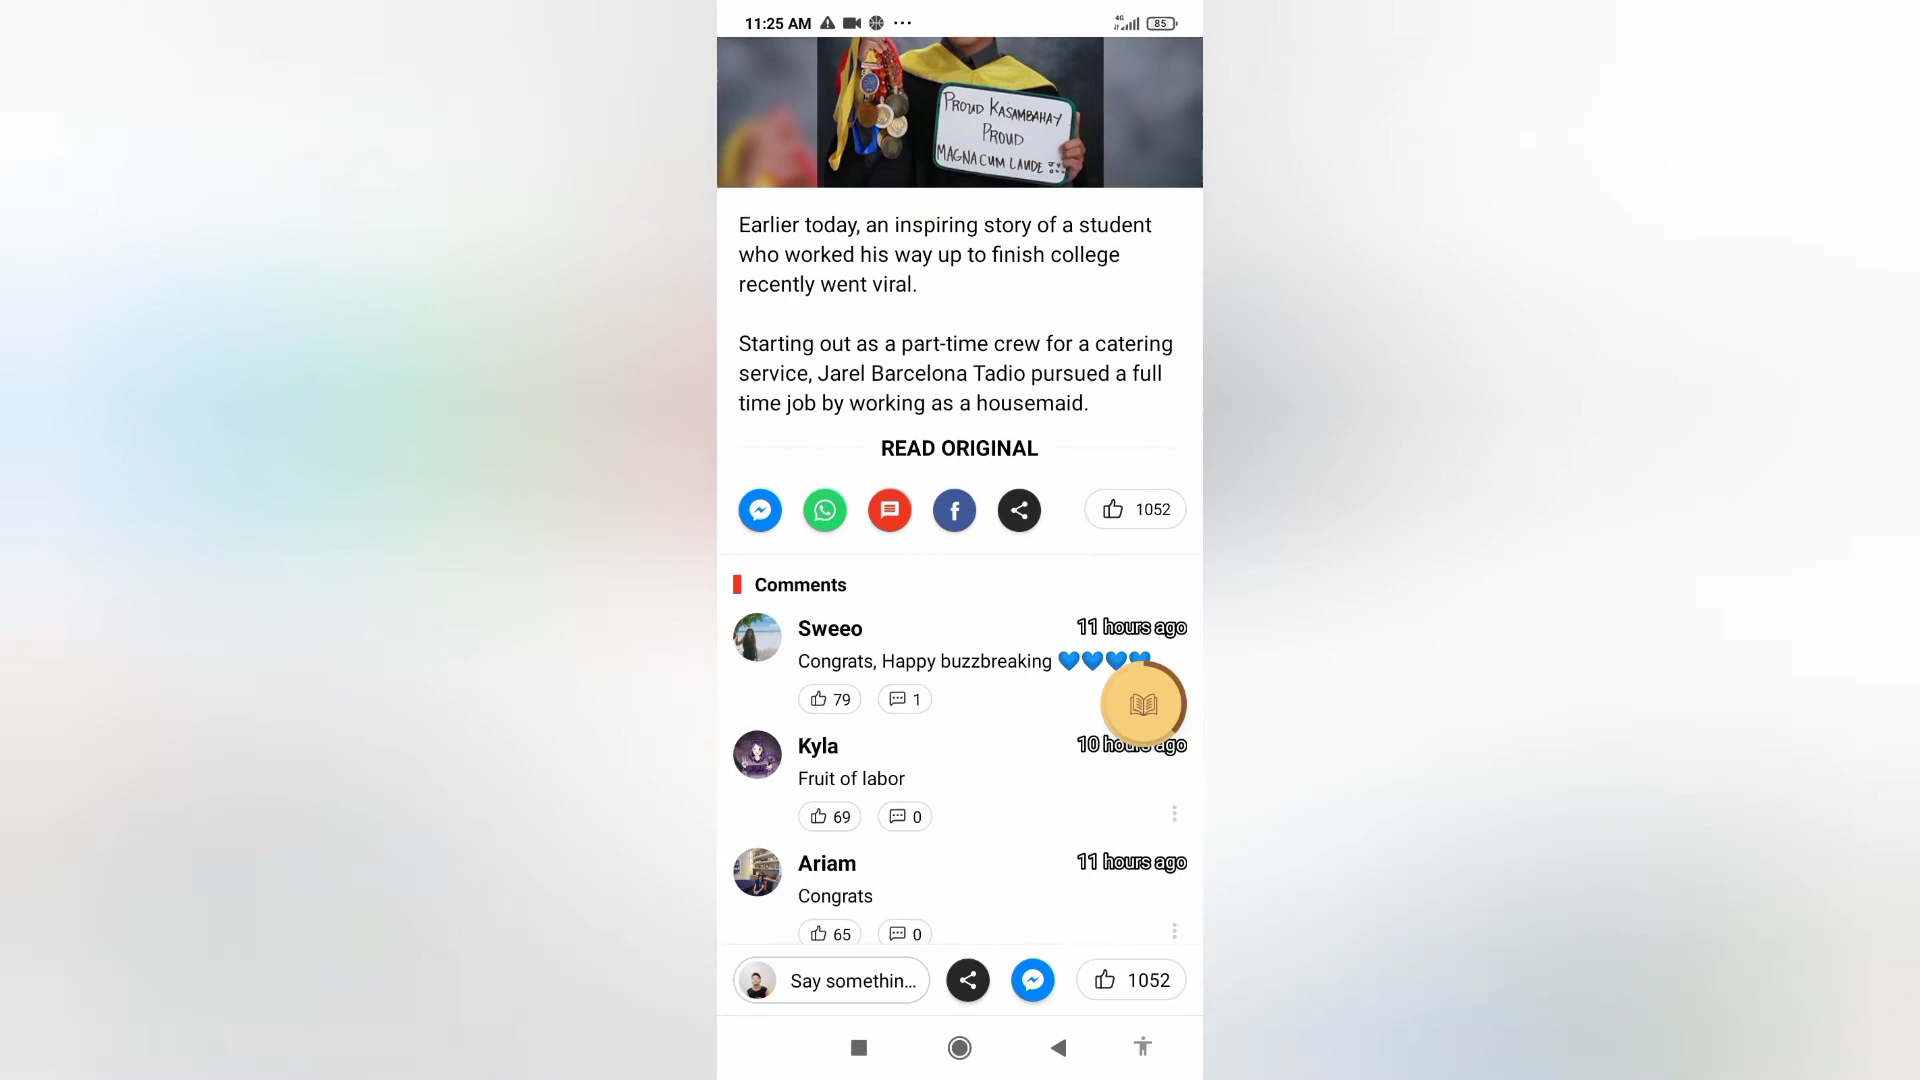 11:25 AM
4G
85
PROUD KASAMBAHAY
PROUD
MAGNA CUM LAUDE
Earlier today, an inspiring story of a student
who worked his way up to finish college
recently went viral.
Starting out as a part-time crew for a catering
service, Jarel Barcelona Tadio pursued a full
time job by working as a housemaid.
READ ORIGINAL
1052
Comments
Sweeo
11 hours ago
Congrats, Happy buzzbreaking 💙💙💙💙
79
1
Kyla
10 hours ago
Fruit of labor
69
0
Ariam
11 hours ago
Congrats
65
0
Say somethin...
1052